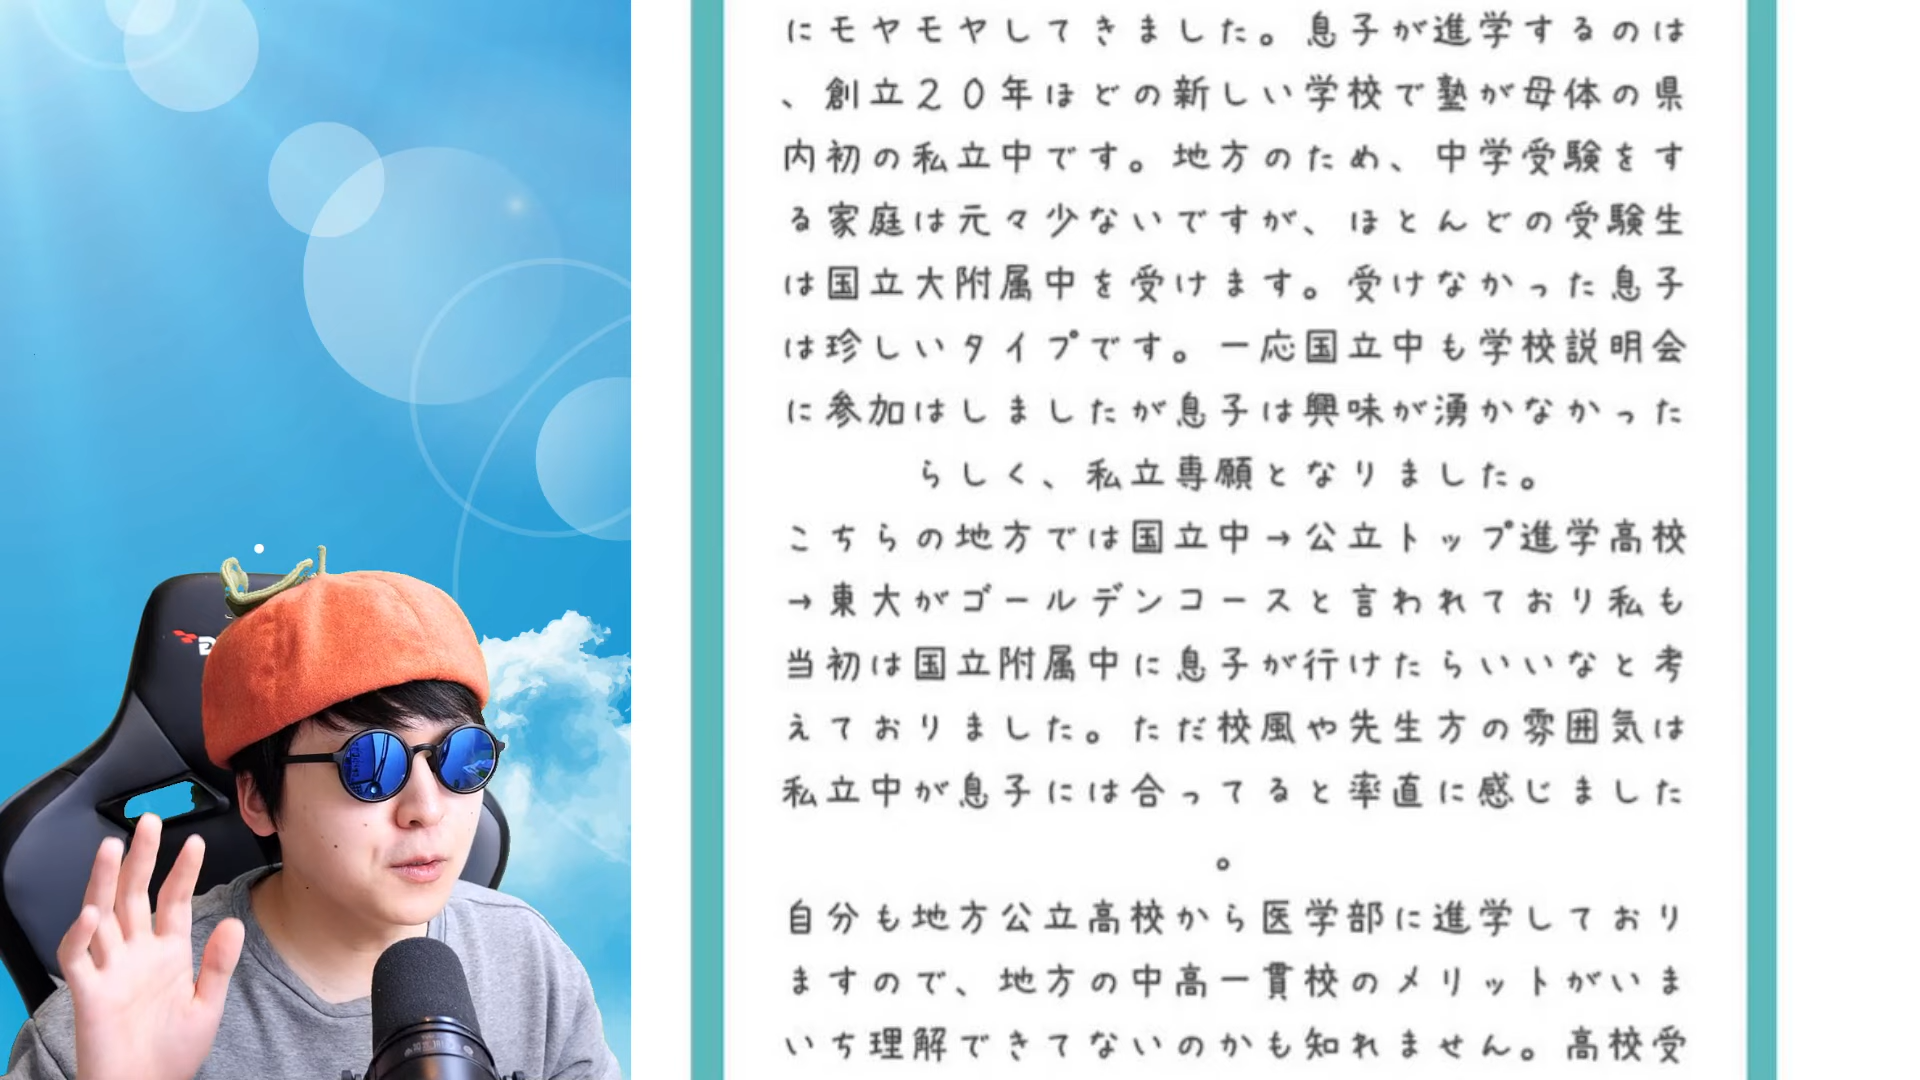 にモヤモヤしてきました。息子が進学するのは
、創立２０年ほどの新しい学校で塾が母体の県
内初の私立中です。地方のため、中学受験をす
る家庭は元々少ないですが、ほとんどの受験生
は国立大附属中を受けます。受けなかった息子
は珍しいタイプです。一応国立中も学校説明会
に参加はしましたが息子は興味が湧かなかった
らしく、私立専願となりました。
こちらの地方では国立中→公立トップ進学高校
→東大がゴールデンコースと言われており私も
当初は国立附属中に息子が行けたらいいなと考
えておりました。ただ校風や先生方の雰囲気は
私立中が息子には合ってると率直に感じました
。
自分も地方公立高校から医学部に進学しており
ますので、地方の中高一貫校のメリットがいま
いち理解できてないのかも知れません。高校受